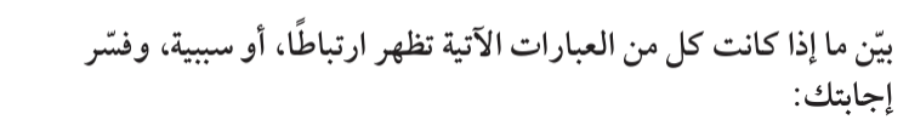 بيّن ما إذا كانت كل من العبارات الآتية تظهر ارتباطًا، أو سببية، وفسّر
إجابتك: